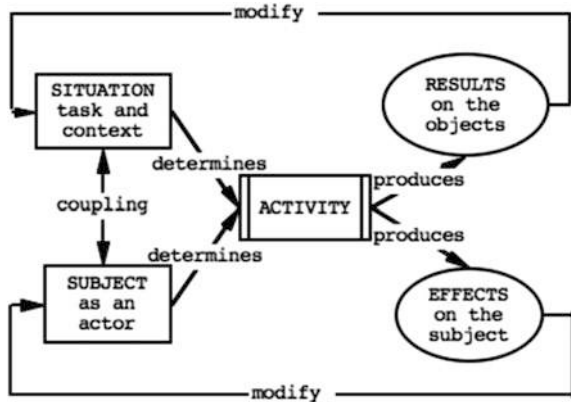 modify
SITUATION
task and
context
RESULTS
on the
objects
determines
produces
coupling
ACTIVITY
determines
produces
SUBJECT
as an
actor
EFFECTS
on the
subject
modify